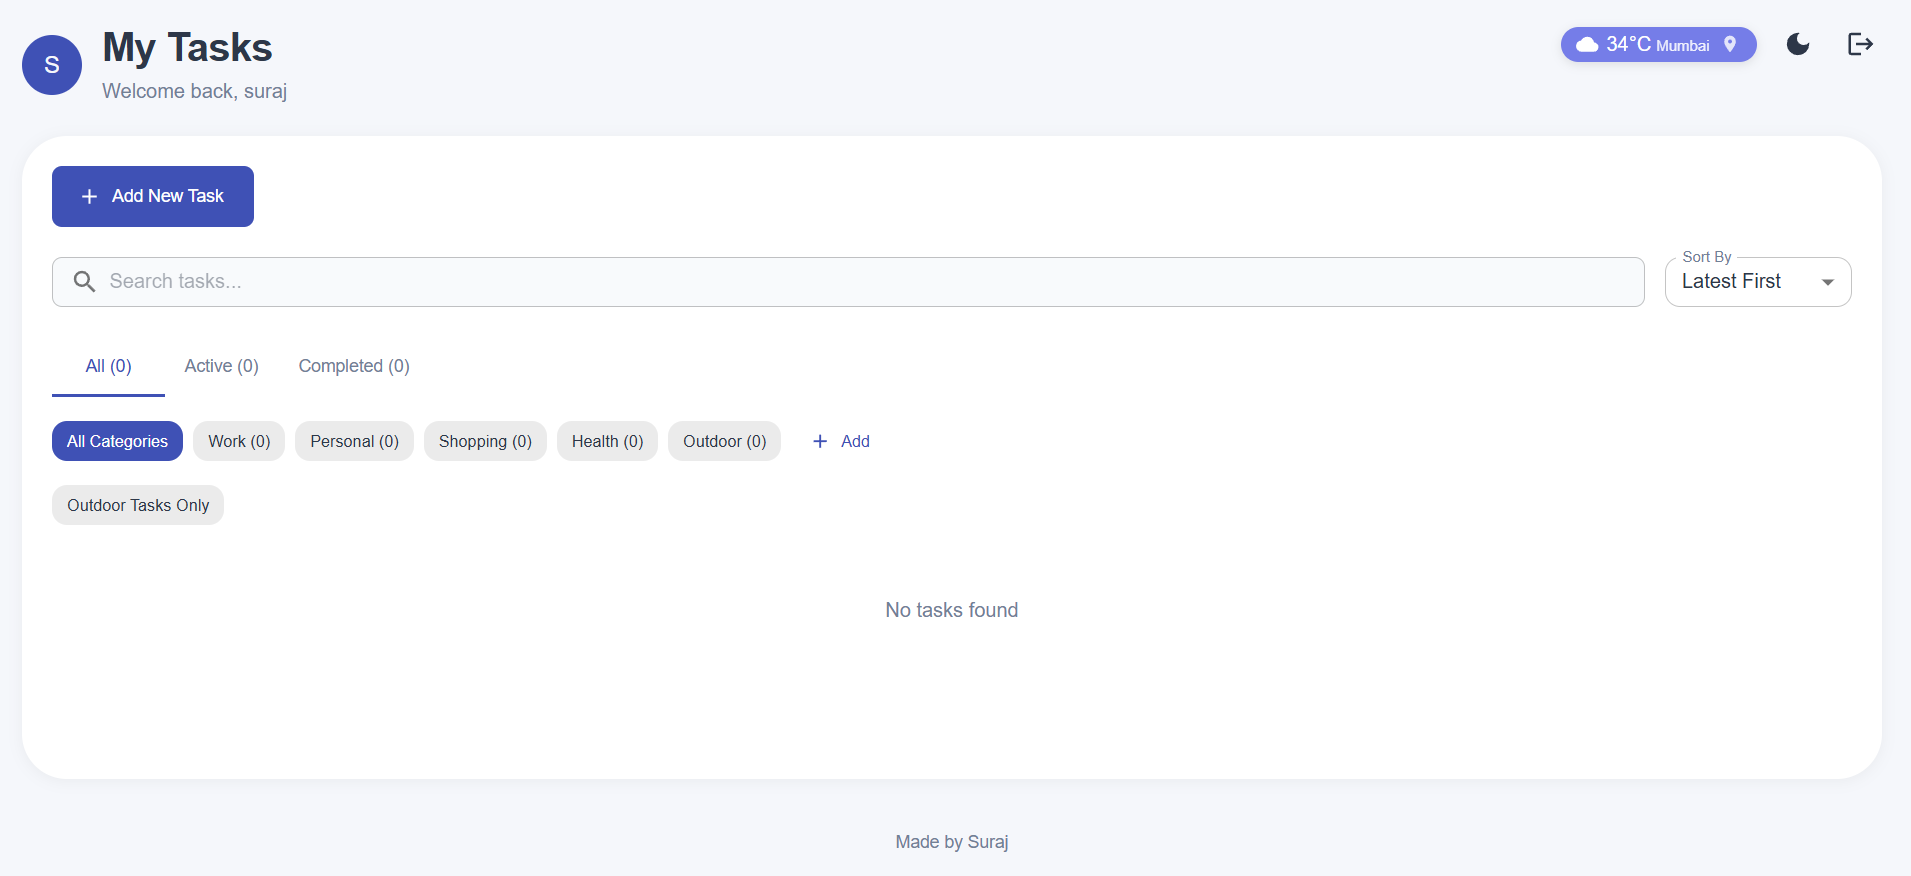 S
My Tasks
Welcome back, suraj
34°C Mumbai
Add New Task
Search tasks...
Sort By
Latest First
All (0) Active (0) Completed (0)
All Categories Work (0) Personal (0) Shopping (0) Health (0) Outdoor (0) Add
Outdoor Tasks Only
No tasks found
Made by Suraj